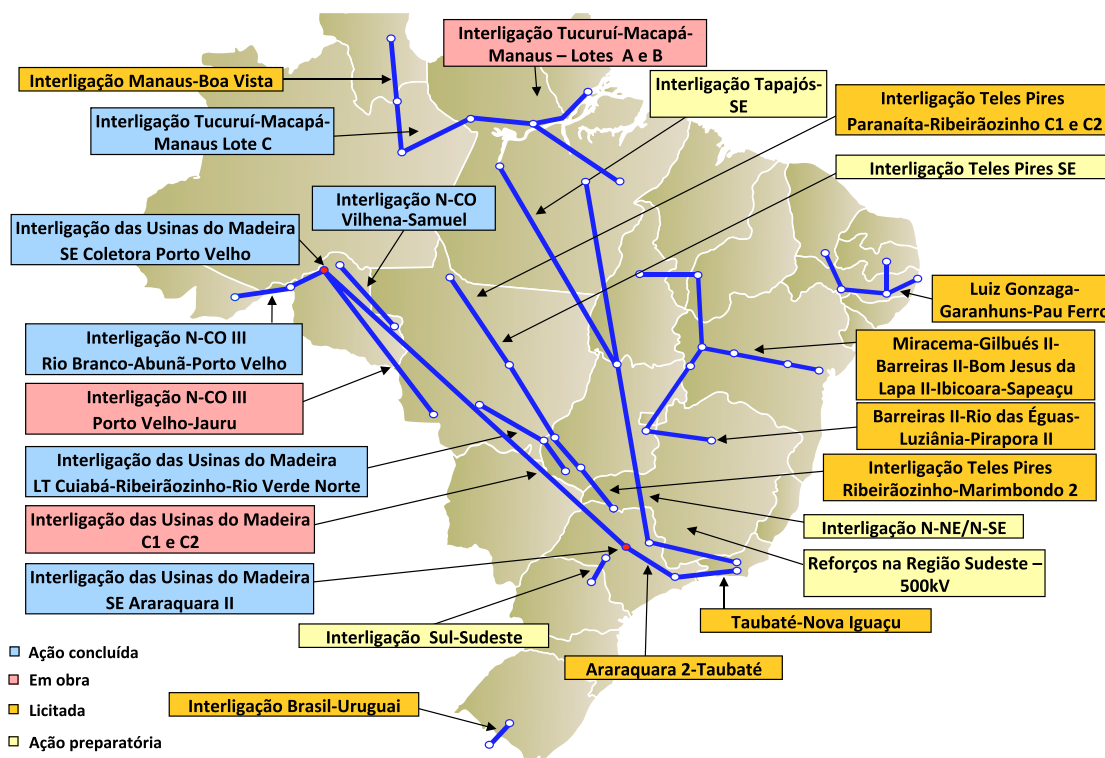 Interligação Tucuruí-Macapá-
Manaus – Lotes A e B
Interligação Manaus-Boa Vista
Interligação Tapajós-
SE
Interligação Teles Pires
Paranaíta-Ribeirãozinho C1 e C2
Interligação Tucuruí-Macapá-
Manaus Lote C
Interligação Teles Pires SE
Interligação N-CO
Vilhena-Samuel
Interligação das Usinas do Madeira
SE Coletora Porto Velho
Luiz Gonzaga-
Garanhuns-Pau Ferro
Interligação N-CO III
Rio Branco-Abunã-Porto Velho
Miracema-Gilbués II-
Barreiras II-Bom Jesus da
Lapa II-Ibicoara-Sapeaçu
Interligação N-CO III
Porto Velho-Jauru
Barreiras II-Rio das Éguas-
Luziânia-Pirapora II
Interligação das Usinas do Madeira
LT Cuiabá-Ribeirãozinho-Rio Verde Norte
Interligação Teles Pires
Ribeirãozinho-Marimbondo 2
Interligação das Usinas do Madeira
C1 e C2
Interligação N-NE/N-SE
Interligação das Usinas do Madeira
SE Araraquara II
Reforços na Região Sudeste –
500kV
Taubaté-Nova Iguaçu
Interligação Sul-Sudeste
Araraquara 2-Taubaté
Interligação Brasil-Uruguai
Ação concluída
Em obra
Licitada
Ação preparatória